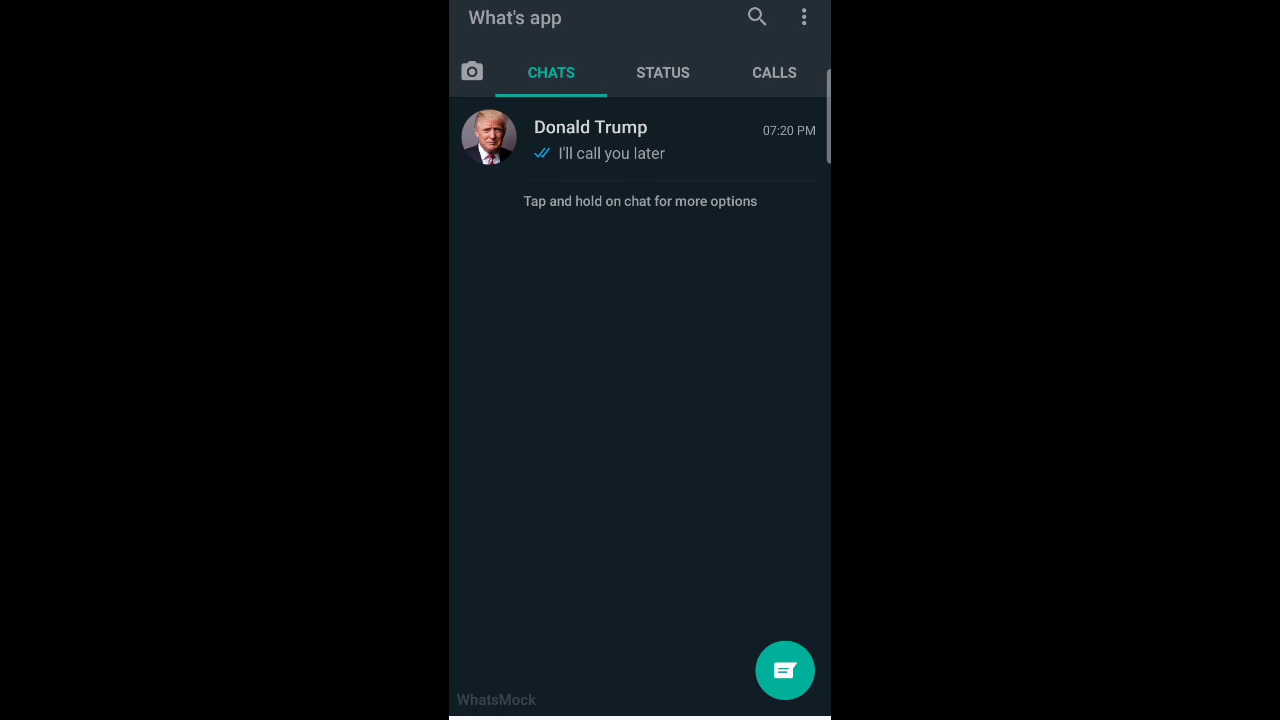 What's app
CHATS STATUS CALLS
Donald Trump 07:20 PM
I'll call you later
Tap and hold on chat for more options
WhatsMock